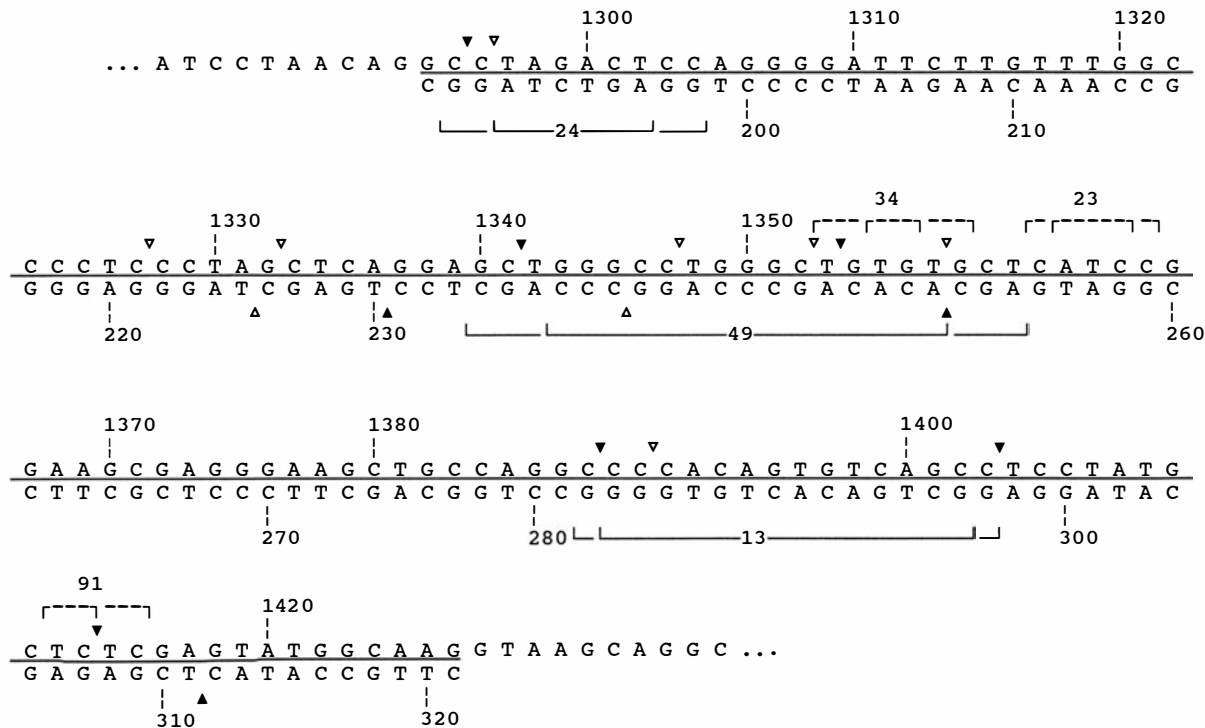 1300 1310 1320
... A T C C T A A C A G G C C T A G A C T C C A G G G G A T T C T T G T T T G G C
C G G A T C T G A G G T C C C C T A A G A A C A A A C C G
24 200 210
34 23
1330 1340 1350
C C C T C C C T A G C T C A G G A G C T G G G C C T G G G C T G T G T G C T C A T C C G
G G G A G G G A T C G A G T C C T C G A C C C G G A C C C G A C A C A C G A G T A G G C
220 230 49 260
1370 1380 1400
G A A G C G A G G G A A G C T G C C A G G C C C C A C A G T G T C A G C C T C C T A T G
C T T C G C T C C C T T C G A C G G T C C G G G G T G T C A C A G T C G G A G G A T A C
270 280 13 300
91 1420
C T C T C G A G T A T G G C A A G G T A A G C A G G C ...
G A G A G C T C A T A C C G T T C
310 320